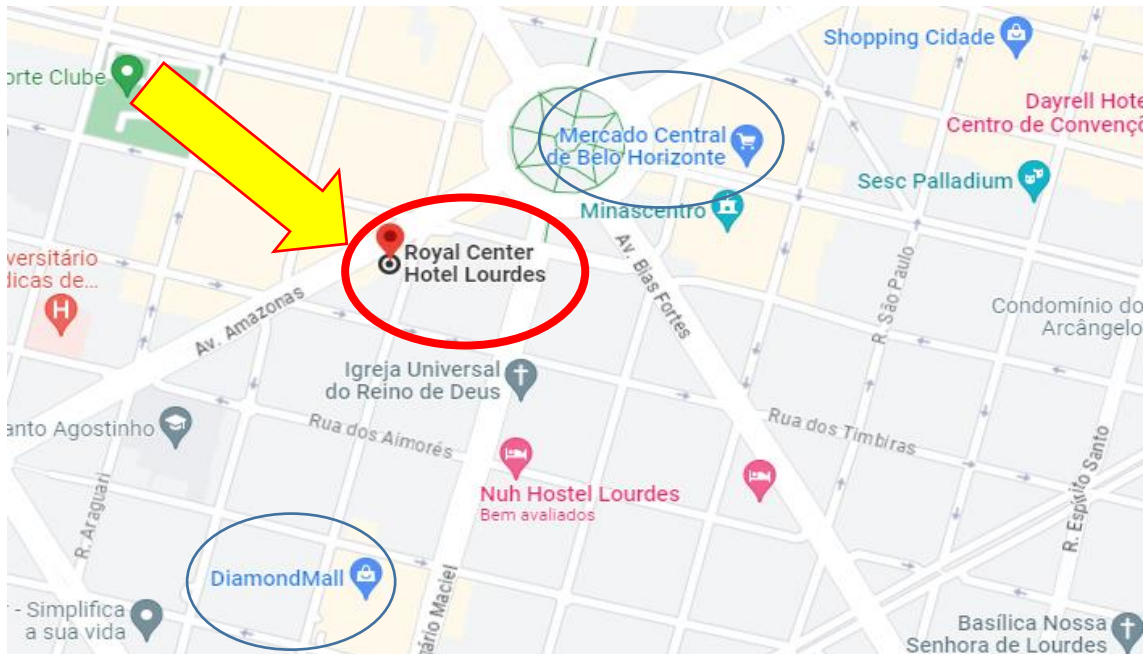 Shopping Cidade
orte Clube
Dayrell Hote
Centro de Convençõ
Mercado Central
de Belo Horizonte
Sesc Palladium
Minascentro
Royal Center
Hotel Lourdes
versitário
dicas de...
H
Av. Amazonas
Av. Bias Fortes
R. São Paulo
Condomínio do
Arcângelo
Igreja Universal
do Reino de Deus
anto Agostinho
Rua dos Aimorés
Rua dos Timbiras
R. Espírito Santo
R. Araguari
Nuh Hostel Lourdes
Bem avaliados
DiamondMall
nário Maciel
r - Simplifica
a sua vida
Basílica Nossa
Senhora de Lourdes